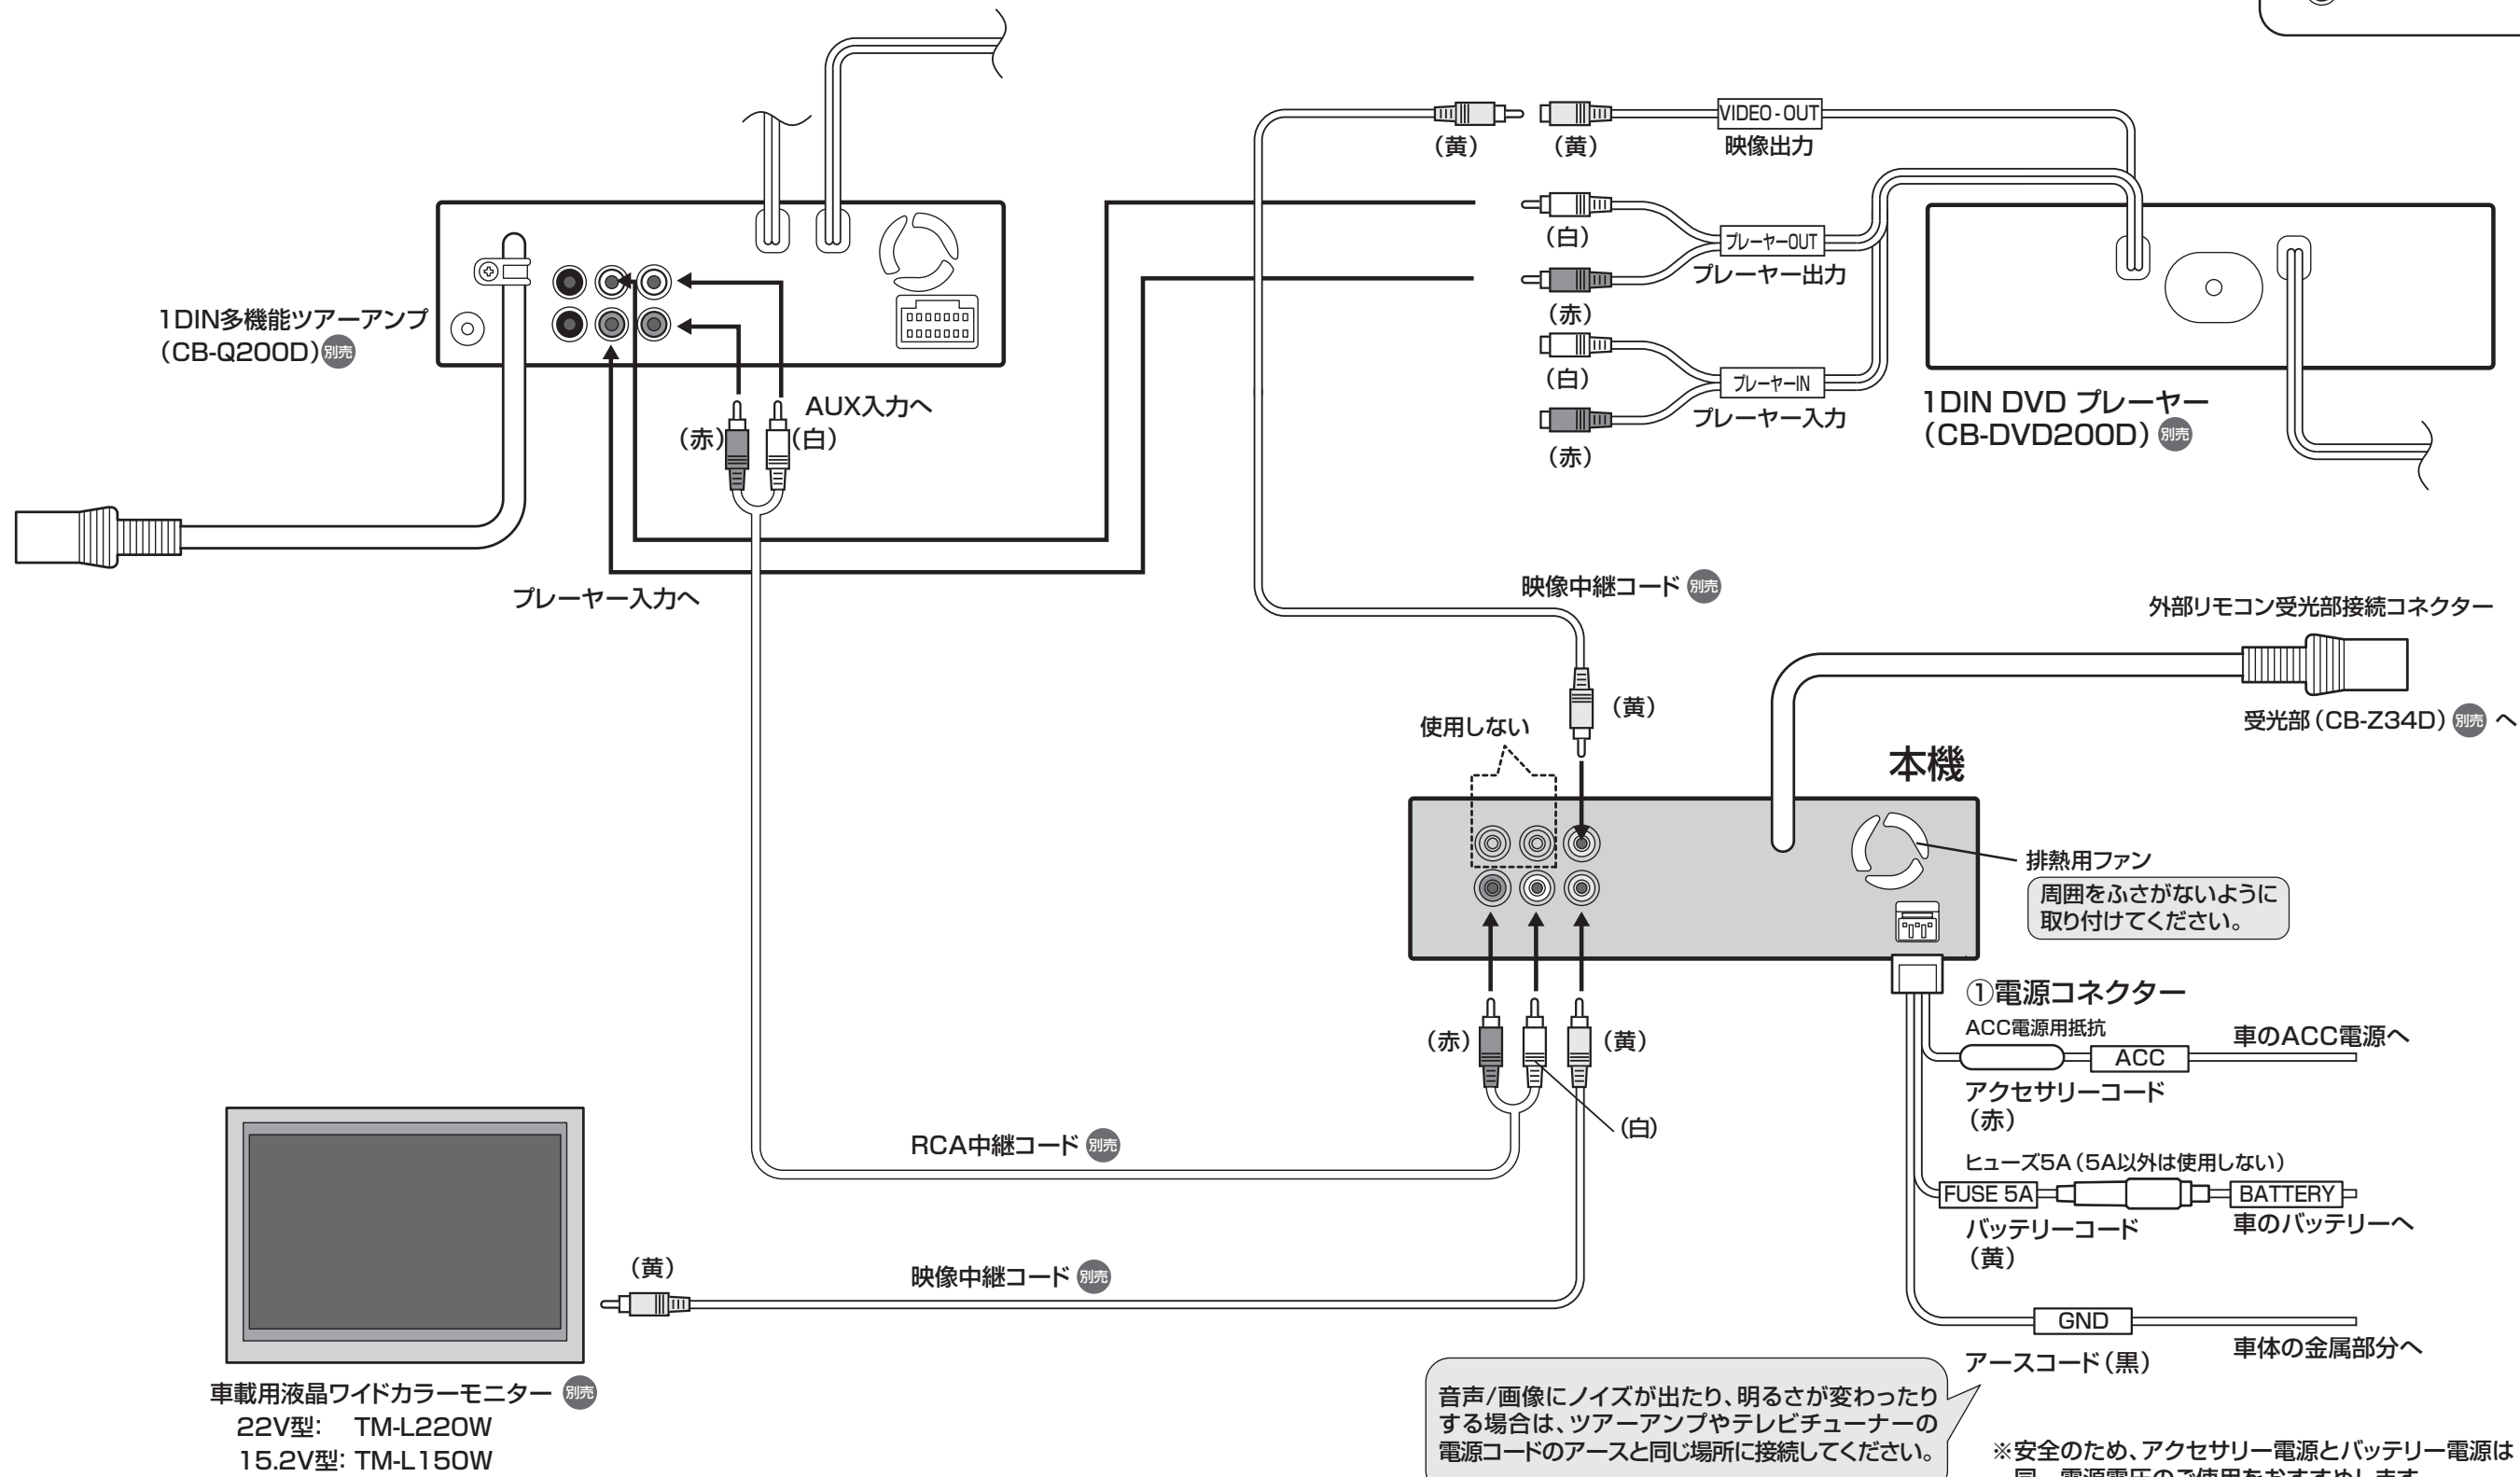 VIDEO-OUT
（黄）
（黄）
映像出力
（白）
プレーヤーOUT
プレーヤー出力
（赤）
1DIN多機能ツアーアンプ
（CB-Q200D）別売
（白）
プレーヤーIN
プレーヤー入力
（赤）
1DIN DVD プレーヤー
（CB-DVD200D）別売
AUX入力へ
（赤）
（白）
プレーヤー入力へ
映像中継コード 別売
外部リモコン受光部接続コネクター
（黄）
使用しない
受光部（CB-Z34D）別売 へ
本機
排熱用ファン
周囲をふさがないように
取り付けてください。
①電源コネクター
ACC電源用抵抗
車のACC電源へ
ACC
アクセサリーコード
（赤）
（赤）
（黄）
（白）
RCA中継コード 別売
ヒューズ5A（5A以外は使用しない）
FUSE 5A
BATTERY
バッテリーコード
（黄）
車のバッテリーへ
（黄）
映像中継コード 別売
GND
アースコード（黒）
車体の金属部分へ
車載用液晶ワイドカラーモニター 別売
22V型： TM-L220W
15.2V型：TM-L150W
音声/画像にノイズが出たり、明るさが変わったり
する場合は、ツアーアンプやテレビチューナーの
電源コードのアースと同じ場所に接続してください。
※安全のため、アクセサリー電源とバッテリー電源は
同一電源電圧のご使用をおすすめします